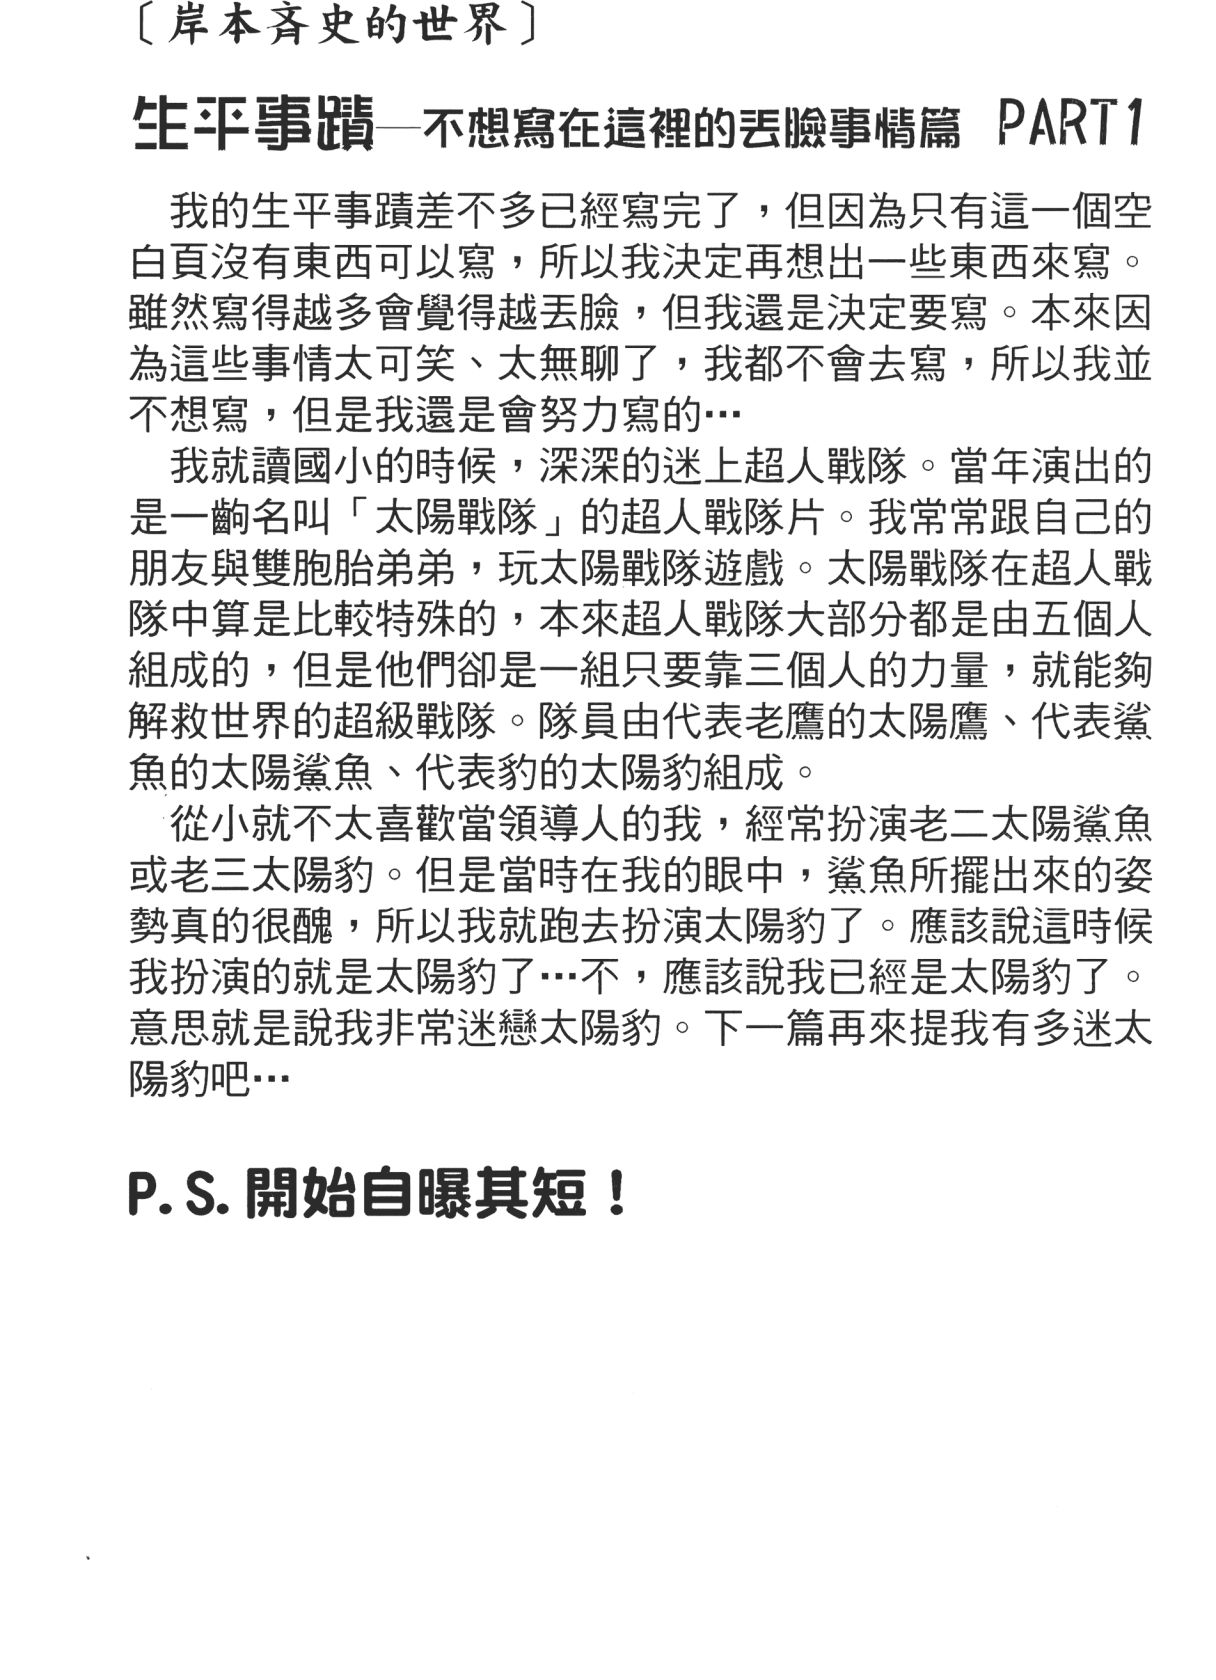 〔岸本斉史的世界〕
生平事蹟—不想寫在這裡的丟臉事情篇 PART1
我的生平事蹟差不多已經寫完了，但因為只有這一個空
白頁沒有東西可以寫，所以我決定再想出一些東西來寫。
雖然寫得越多會覺得越丟臉，但我還是決定要寫。本來因
為這些事情太可笑、太無聊了，我都不會去寫，所以我並
不想寫，但是我還是會努力寫的…
我就讀國小的時候，深深的迷上超人戰隊。當年演出的
是一齣名叫「太陽戰隊」的超人戰隊片。我常常跟自己的
朋友與雙胞胎弟弟，玩太陽戰隊遊戲。太陽戰隊在超人戰
隊中算是比較特殊的，本來超人戰隊大部分都是由五個人
組成的，但是他們卻是一組只要靠三個人的力量，就能夠
解救世界的超級戰隊。隊員由代表老鷹的太陽鷹、代表鯊
魚的太陽鯊魚、代表豹的太陽豹組成。
從小就不太喜歡當領導人的我，經常扮演老二太陽鯊魚
或老三太陽豹。但是當時在我的眼中，鯊魚所擺出來的姿
勢真的很醜，所以我就跑去扮演太陽豹了。應該說這時候
我扮演的就是太陽豹了…不，應該說我已經是太陽豹了。
意思就是說我非常迷戀太陽豹。下一篇再來提我有多迷太
陽豹吧…
P.S.開始自曝其短！